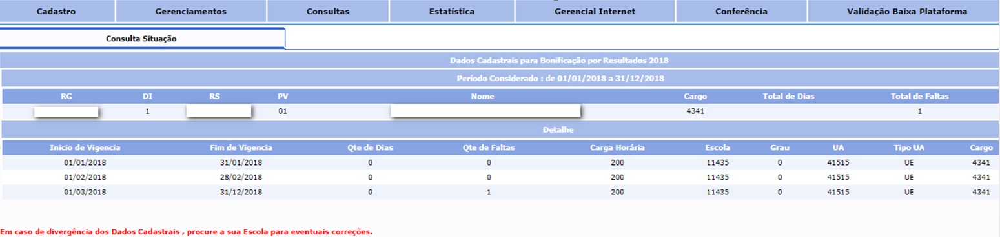 Cadastro Gerenciamentos Consultas Estatística Gerencial Internet Conferência Validação Baixa Plataforma
Consulta Situação
Dados Cadastrais para Bonificação por Resultados 2018
Período Considerado : de 01/01/2018 a 31/12/2018
RG DI RS PV Nome Cargo Total de Dias Total de Faltas
1 01 4341 1
Detalhe
Inicio de Vigencia Fim de Vigencia Qte de Dias Qte de Faltas Carga Horária Escola Grau UA Tipo UA Cargo
01/01/2018 31/01/2018 0 0 200 11435 0 41515 UE 4341
01/02/2018 28/02/2018 0 0 200 11435 0 41515 UE 4341
01/03/2018 31/12/2018 0 1 200 11435 0 41515 UE 4341
Em caso de divergência dos Dados Cadastrais , procure a sua Escola para eventuais correções.